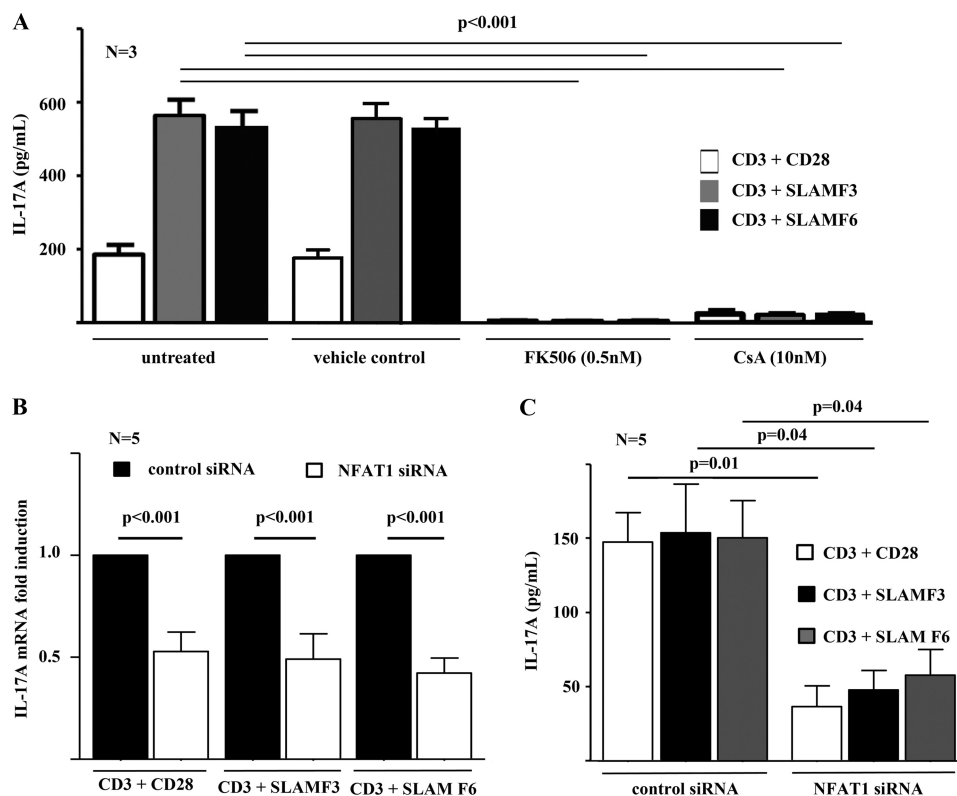 A
p<0.001
N=3
IL-17A (pg/mL)
600
400
200
CD3 + CD28
CD3 + SLAMF3
CD3 + SLAMF6
untreated
vehicle control
FK506 (0.5nM)
CsA (10nM)
B
N=5
control siRNA
NFAT1 siRNA
p<0.001
p<0.001
p<0.001
IL-17A mRNA fold induction
1.0
0.5
CD3 + CD28
CD3 + SLAMF3
CD3 + SLAM F6
C
p=0.04
N=5
p=0.04
p=0.01
IL-17A (pg/mL)
150
100
50
CD3 + CD28
CD3 + SLAMF3
CD3 + SLAM F6
control siRNA
NFAT1 siRNA